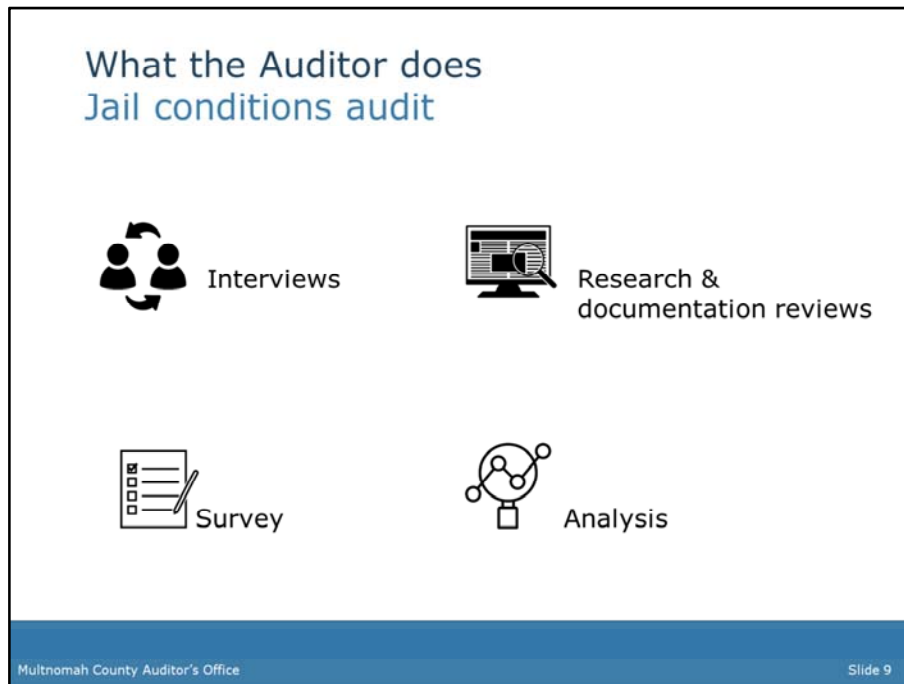 What the Auditor does
Jail conditions audit
Interviews
Research &
documentation reviews
Survey
Analysis
Multnomah County Auditor's Office
Slide 9